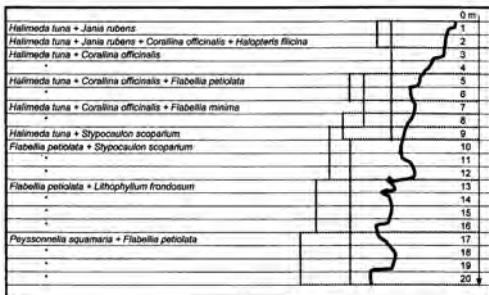 0 m
Halimeda tuna + Jania rubens 1
Halimeda tuna + Jania rubens + Corallina officinalis + Halopteris filicina 2
Halimeda tuna + Corallina officinalis 3
" 4
Halimeda tuna + Corallina officinalis + Flabellia petiolata 5
" 6
Halimeda tuna + Corallina officinalis + Flabellia minima 7
" 8
Halimeda tuna + Stypocaulon scoparium 9
Flabellia petiolata + Stypocaulon scoparium 10
" 11
" 12
Flabellia petiolata + Lithophyllum frondosum 13
" 14
" 15
" 16
Peyssonnelia squamaria + Flabellia petiolata 17
" 18
" 19
" 20